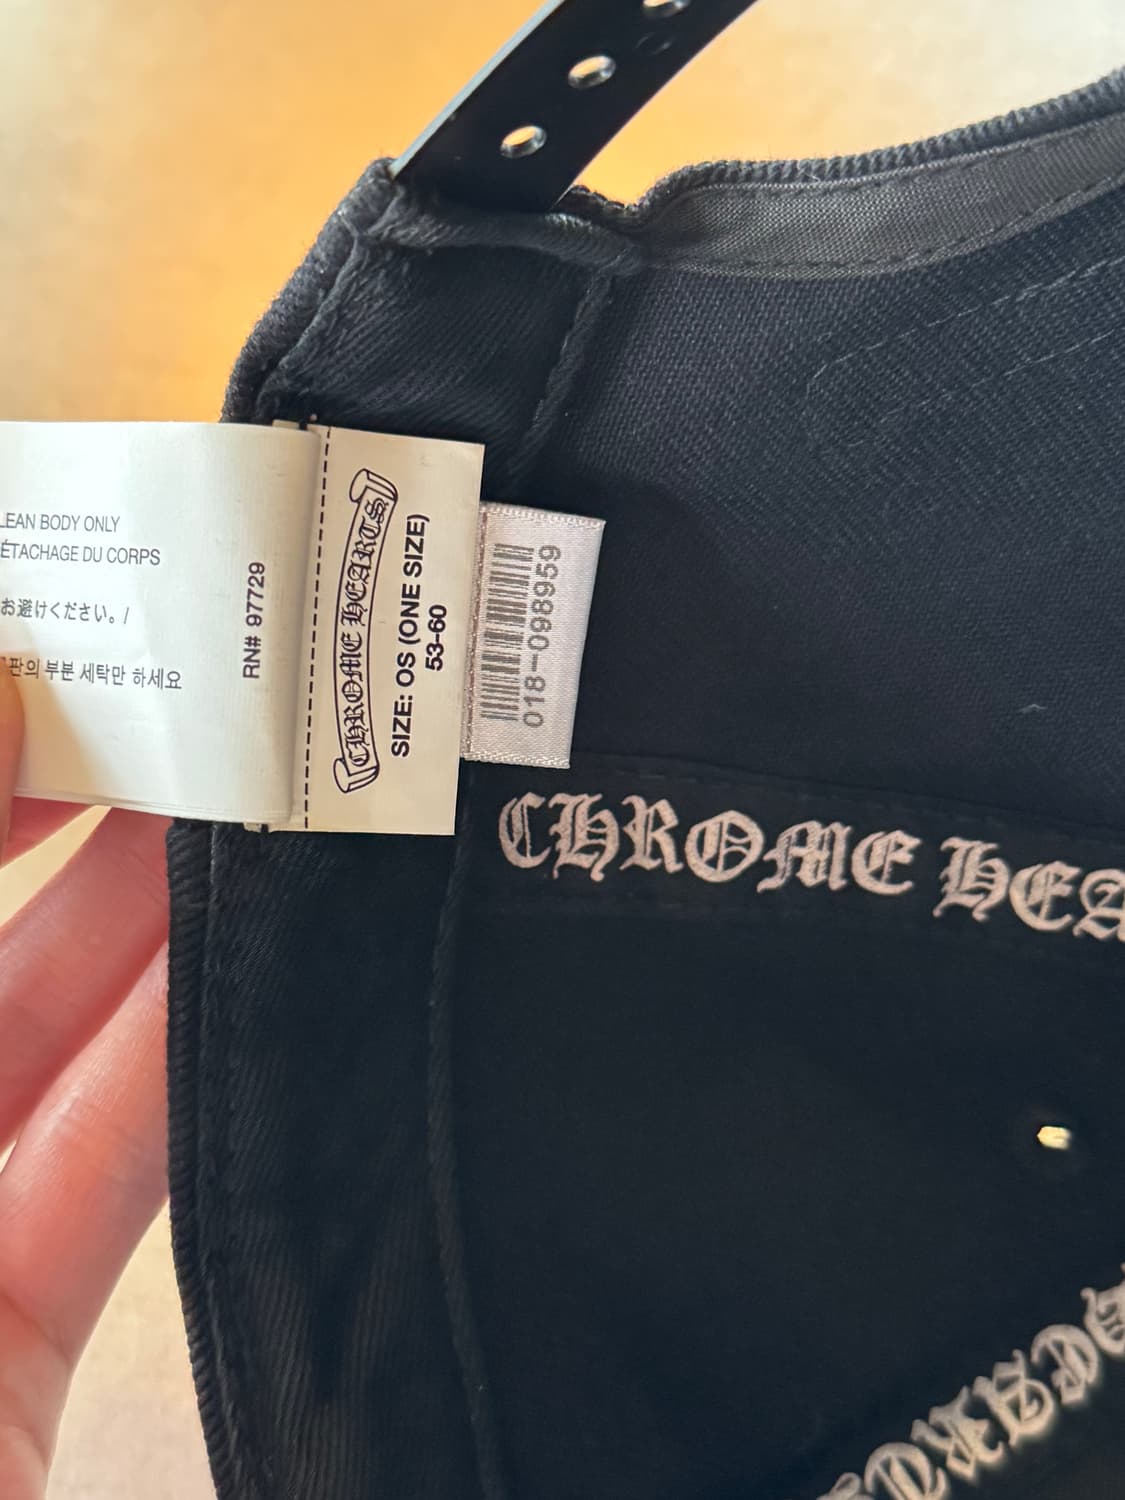 LEAN BODY ONLY
ÉTACHAGE DU CORPS
お避けください。/
판의 부분 세탁만 하세요
RN# 97729
CHROME HEARTS
SIZE: OS (ONE SIZE)
53-60
018-098959
CHROME HEA